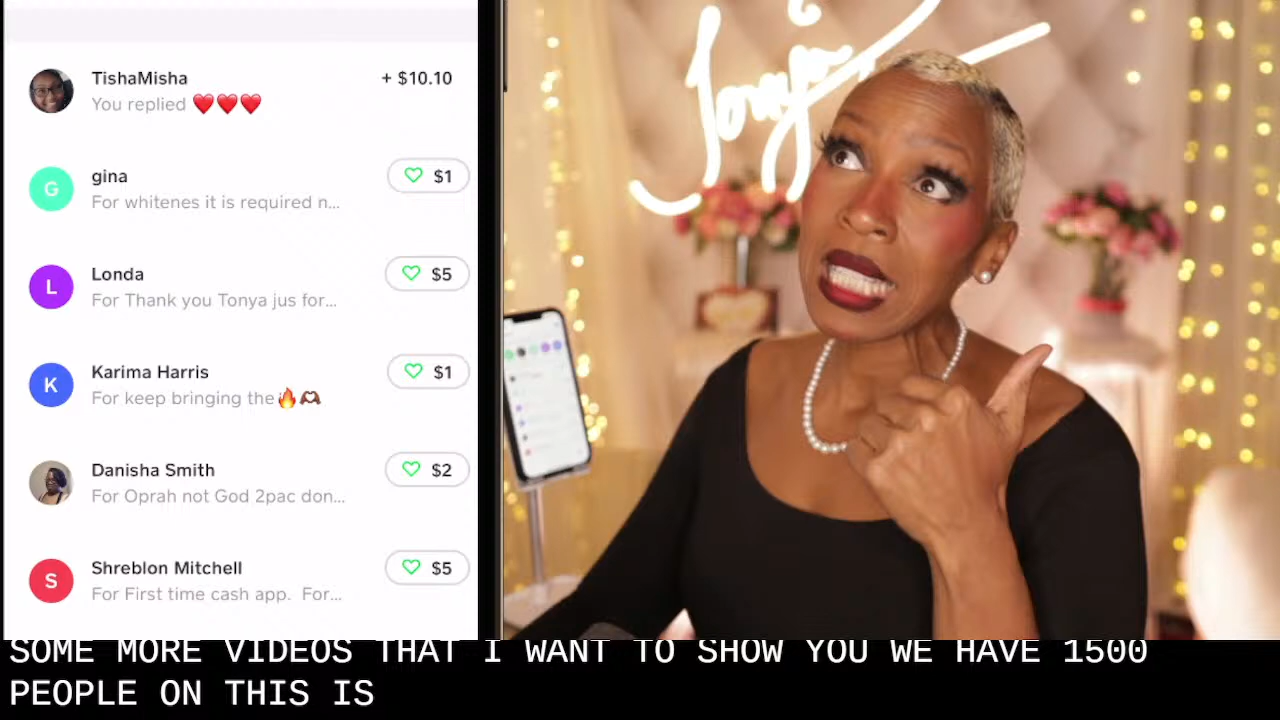 TishaMisha
+ $10.10
You replied ❤️❤️❤️
G
gina
$1
For whitenes it is required n...
L
Londa
$5
For Thank you Tonya jus for...
K
Karima Harris
$1
For keep bringing the🔥🫶🏾
Danisha Smith
$2
For Oprah not God 2pac don...
S
Shreblon Mitchell
$5
For First time cash app.  For...
Tonya
SOME MORE VIDEOS THAT I WANT TO SHOW YOU WE HAVE 1500
PEOPLE ON THIS IS